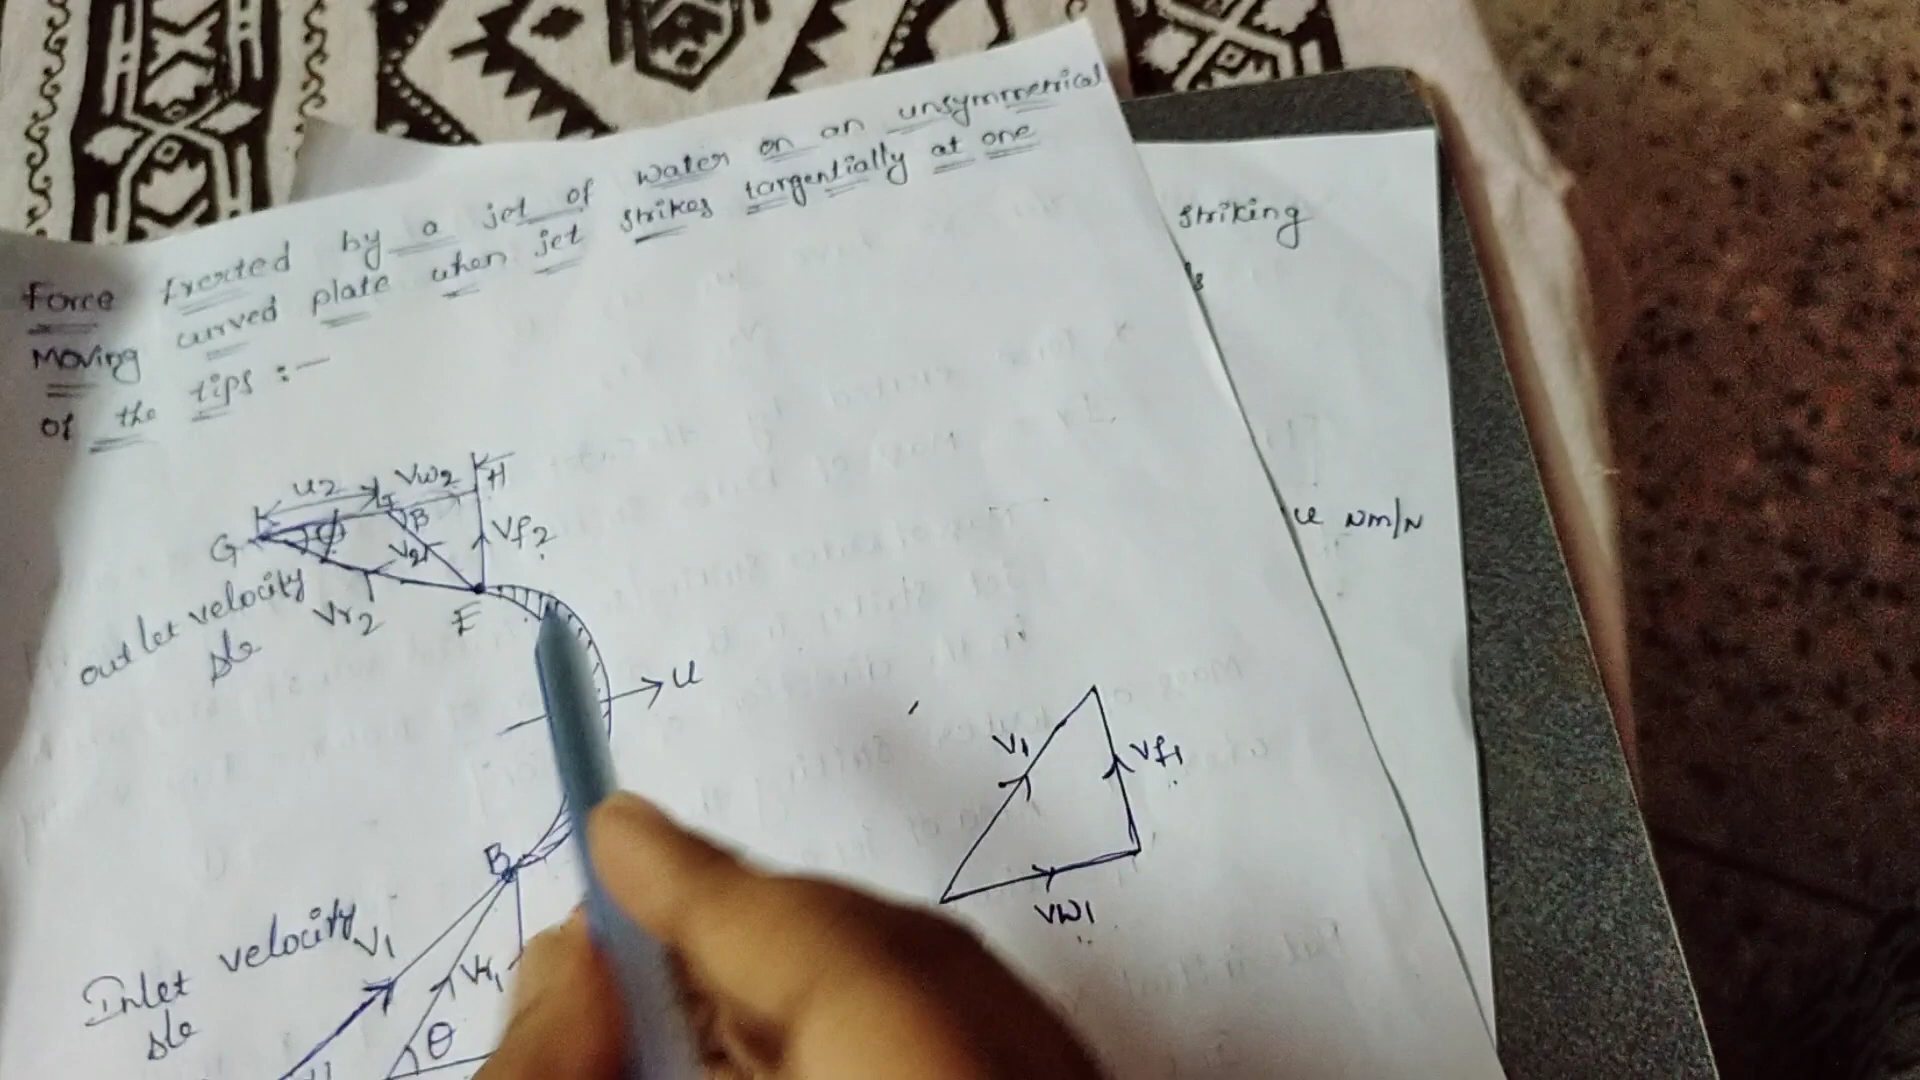 Force Exerted by a jet of water on an unsymmetrical
Moving curved plate when jet strikes tangentially at one
of the tips :-
striking
u Nm/N
u2
Vw2
H
G
φ
β
V2
Vf2
Vr2
E
outlet velocity
u
V1
Vf1
Vw1
B
Inlet velocity
V1
Vr1
θ